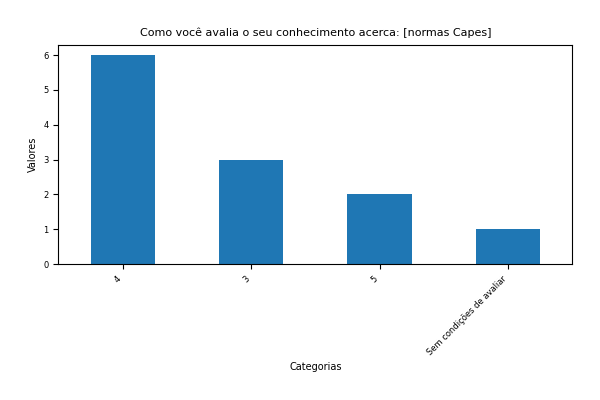 Como você avalia o seu conhecimento acerca: [normas Capes]
Valores
6
5
4
3
2
1
0
4
3
5
Sem condições de avaliar
Categorias